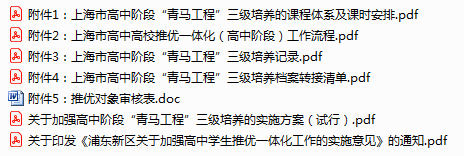 附件1：上海市高中阶段“青马工程”三级培养的课程体系及课时安排.pdf
附件2：上海市高中高校推优一体化（高中阶段）工作流程.pdf
附件3：上海市高中阶段“青马工程”三级培养记录.pdf
附件4：上海市高中阶段“青马工程”三级培养档案转接清单.pdf
附件5：推优对象审核表.doc
关于加强高中阶段“青马工程”三级培养的实施方案（试行）.pdf
关于印发《浦东新区关于加强高中学生推优一体化工作的实施意见》的通知.pdf